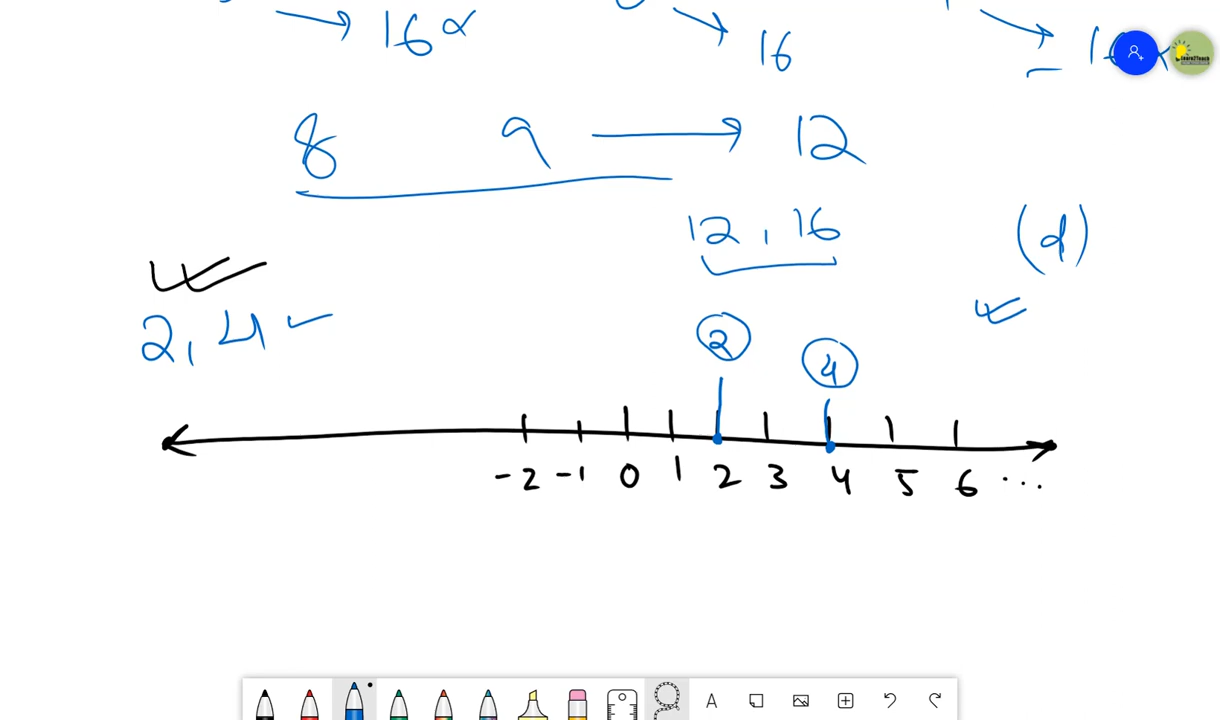 16 16
8 9 → 12
12, 16 (d)
2, 4 ✓
2 4
-2 -1 0 1 2 3 4 5 6 ...
A